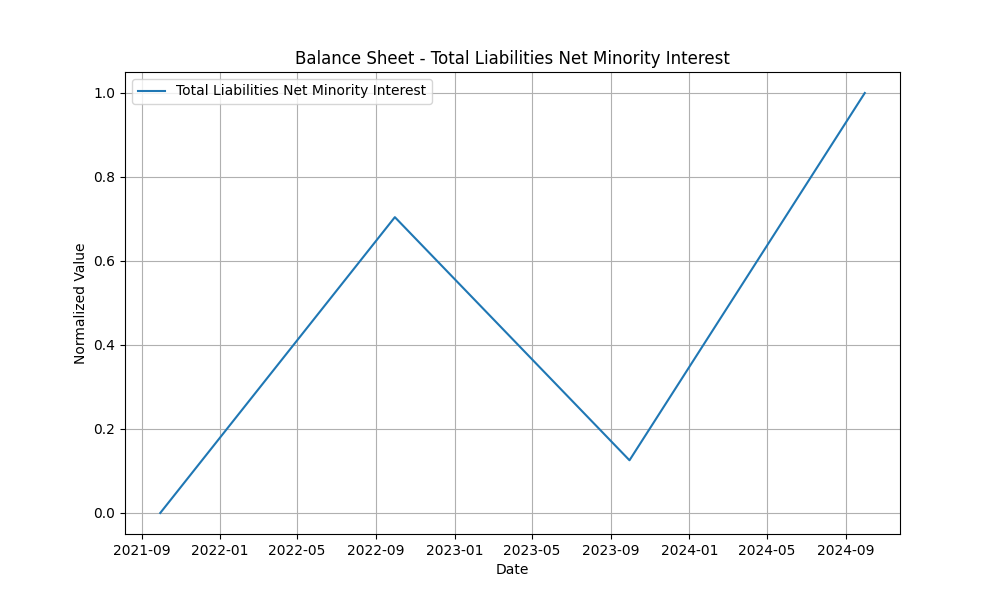 Balance Sheet - Total Liabilities Net Minority Interest
Total Liabilities Net Minority Interest
Normalized Value
1.0
0.8
0.6
0.4
0.2
0.0
2021-09 2022-01 2022-05 2022-09 2023-01 2023-05 2023-09 2024-01 2024-05 2024-09
Date